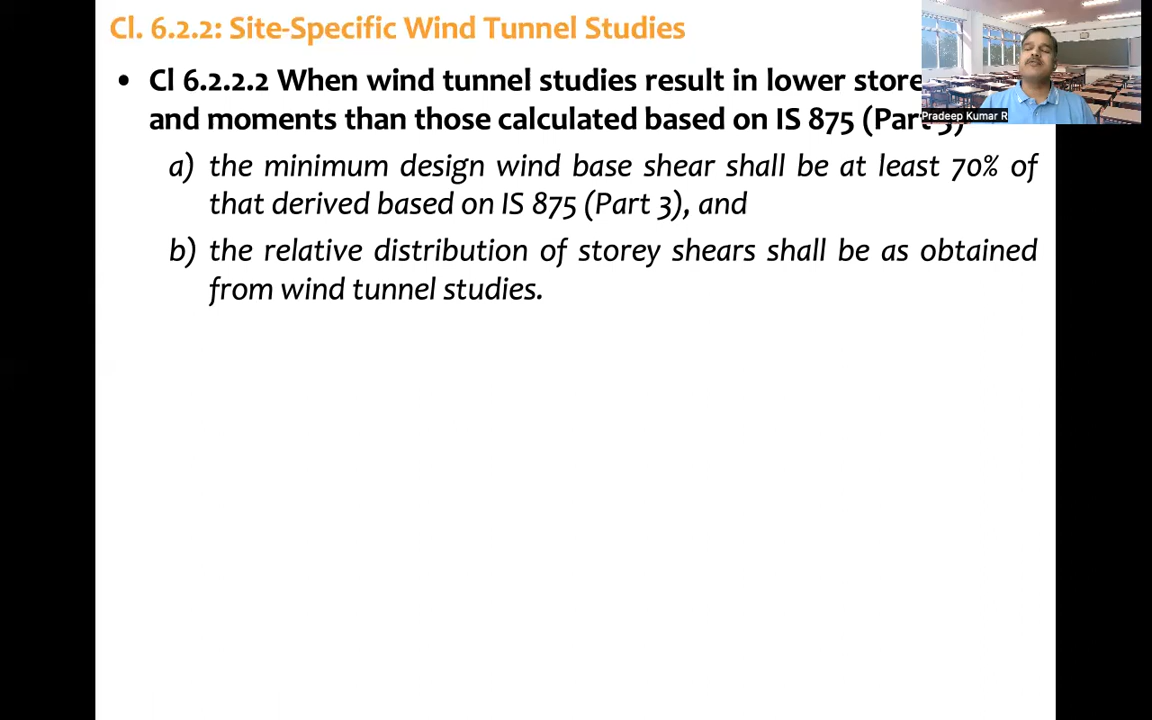 Cl. 6.2.2: Site-Specific Wind Tunnel Studies
• Cl 6.2.2.2 When wind tunnel studies result in lower
and moments than those calculated based on IS 875 (Part 3)
a) the minimum design wind base shear shall be at least 70% of
that derived based on IS 875 (Part 3), and
b) the relative distribution of storey shears shall be as obtained
from wind tunnel studies.
Pradeep Kumar R